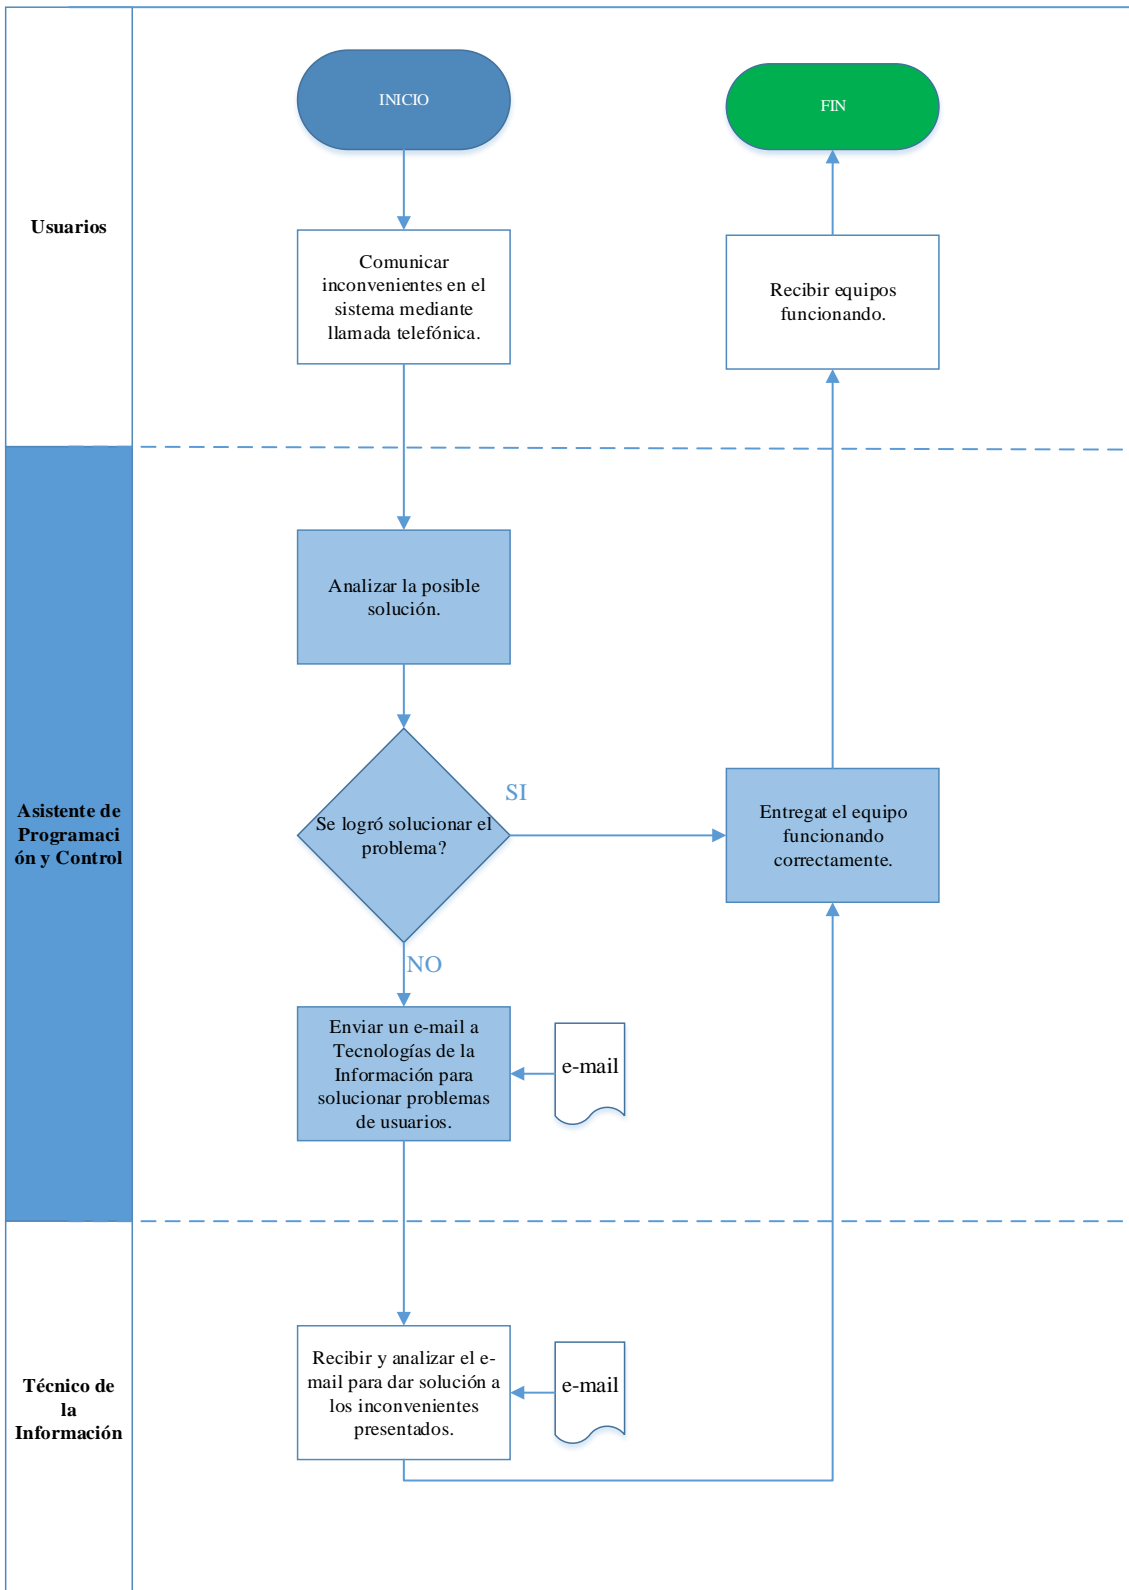 Usuarios
INICIO
FIN
Comunicar
inconvenientes en el
sistema mediante
llamada telefónica.
Recibir equipos
funcionando.
Asistente de
Programaci
ón y Control
Analizar la posible
solución.
Se logró solucionar el
problema?
SI
Entregat el equipo
funcionando
correctamente.
NO
Enviar un e-mail a
Tecnologías de la
Información para
solucionar problemas
de usuarios.
e-mail
Técnico de
la
Información
Recibir y analizar el e-
mail para dar solución a
los inconvenientes
presentados.
e-mail